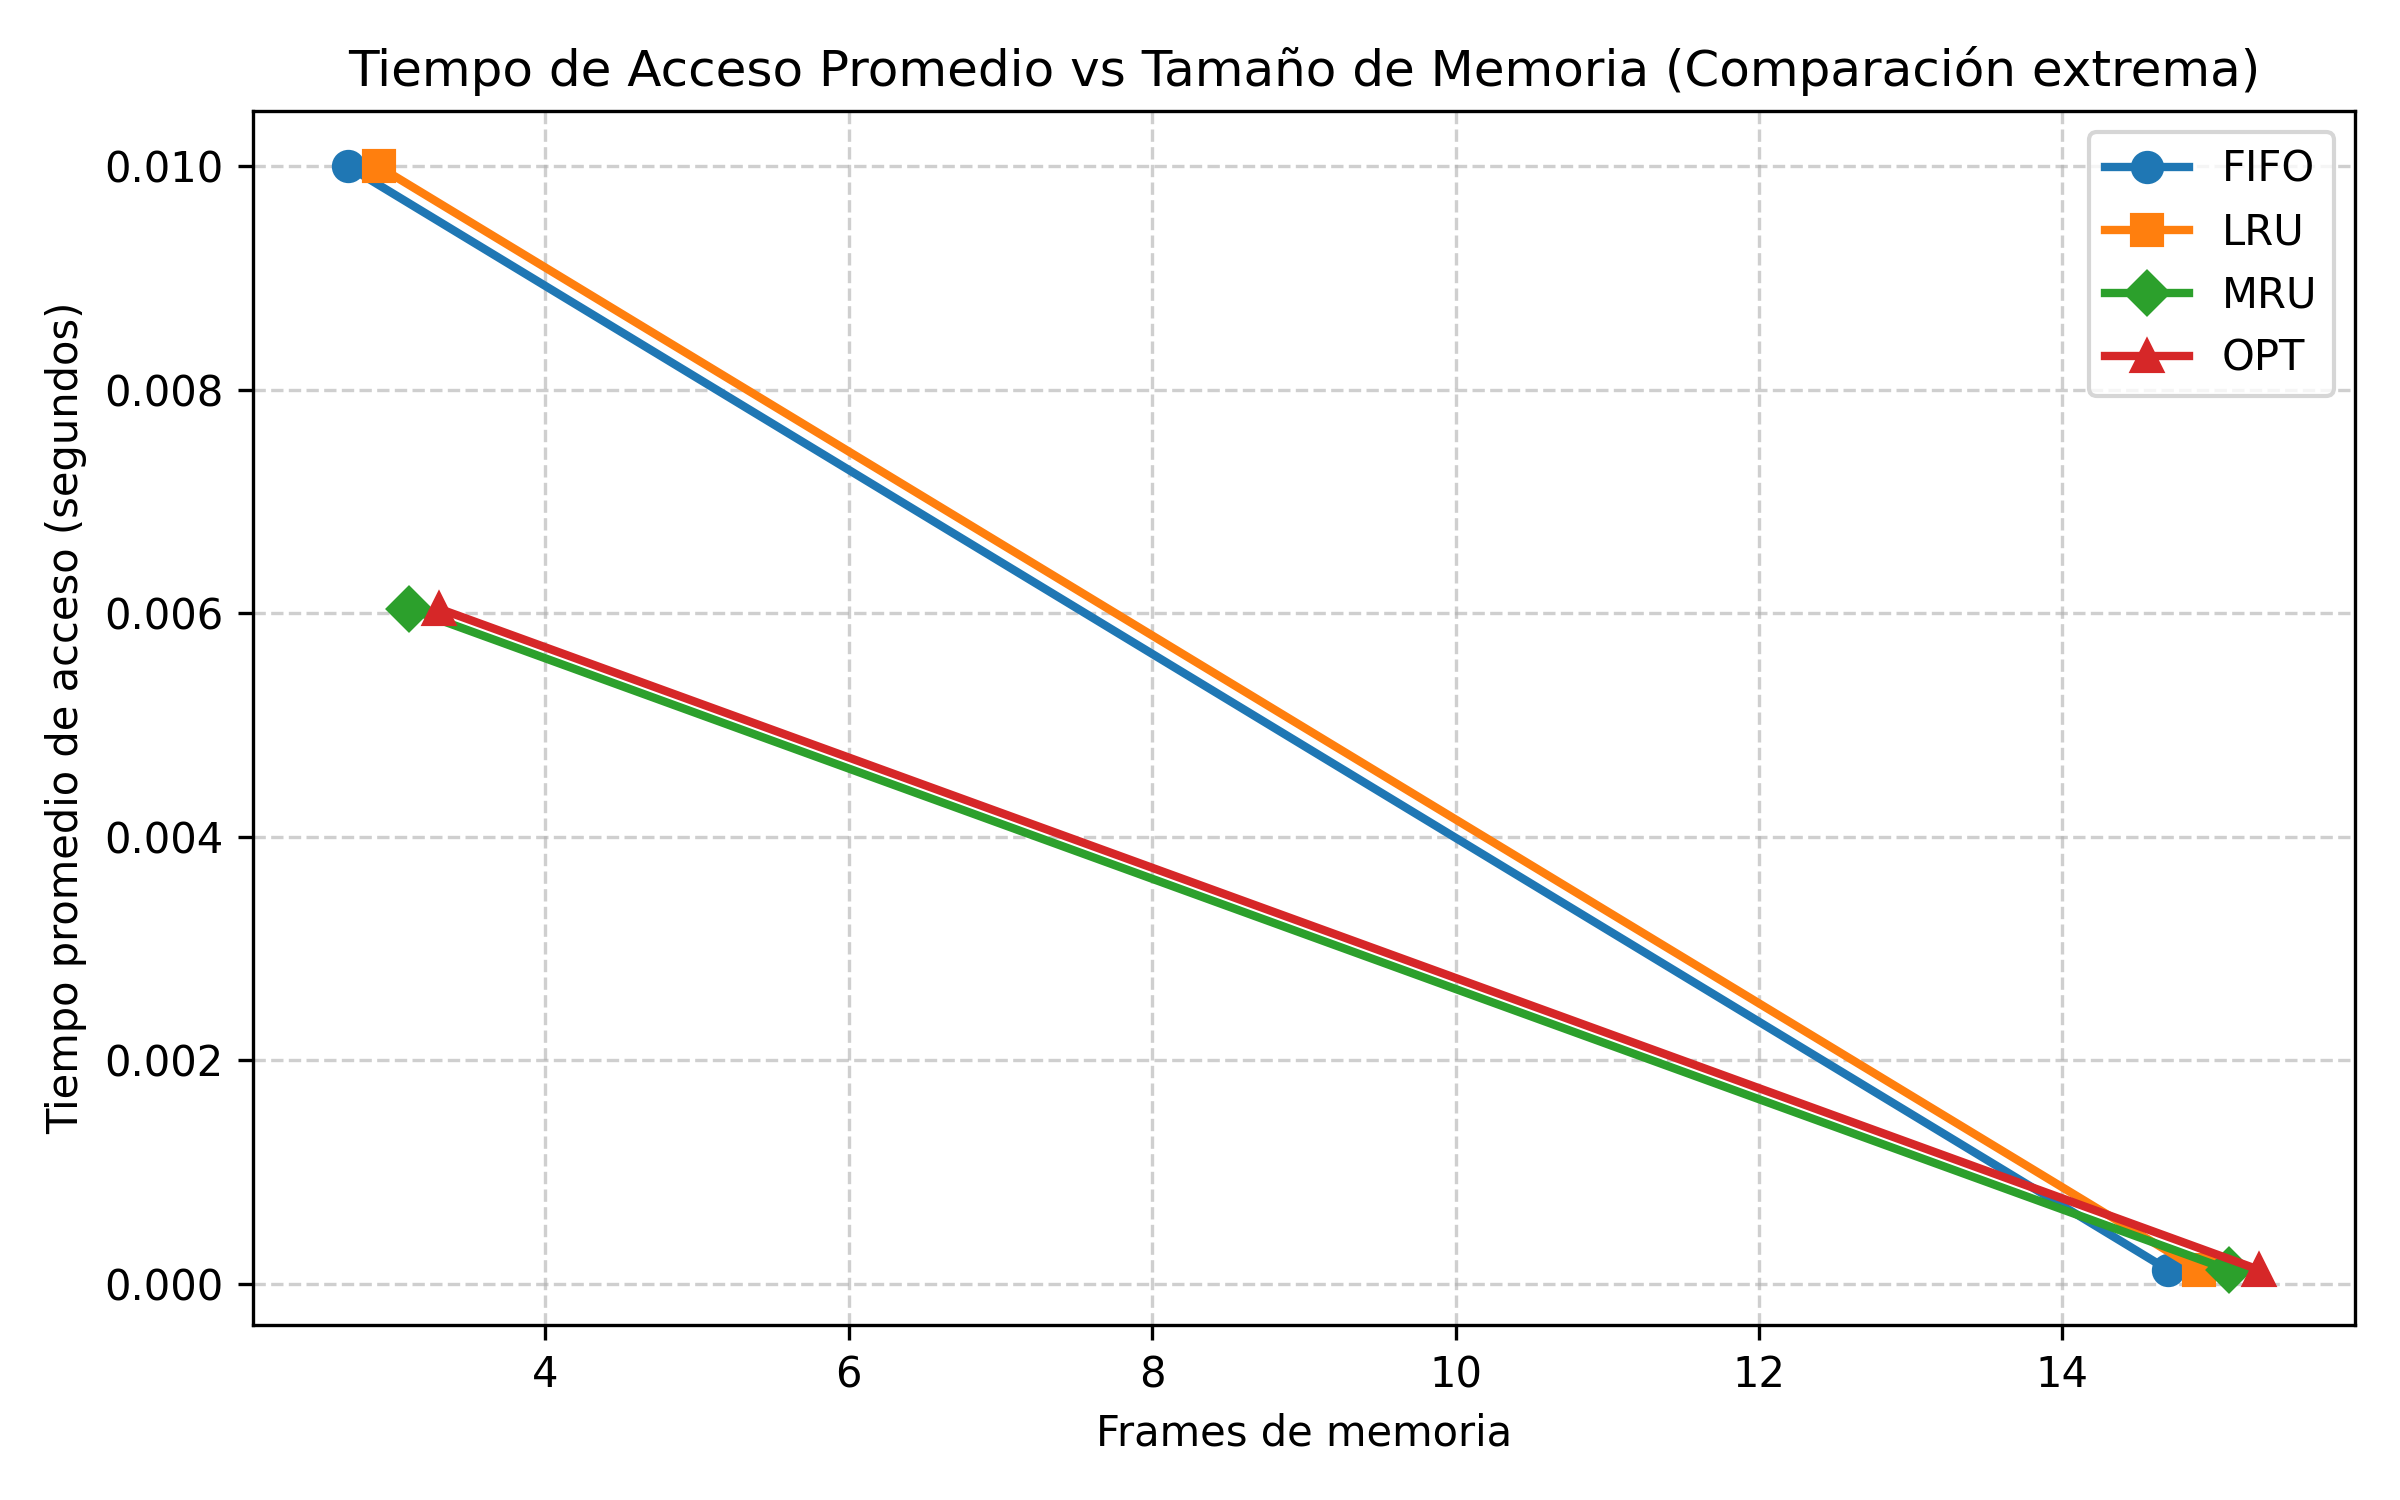 Tiempo de Acceso Promedio vs Tamaño de Memoria (Comparación extrema)
Tiempo promedio de acceso (segundos)
0.010
0.008
0.006
0.004
0.002
0.000
FIFO
LRU
MRU
OPT
4 6 8 10 12 14
Frames de memoria